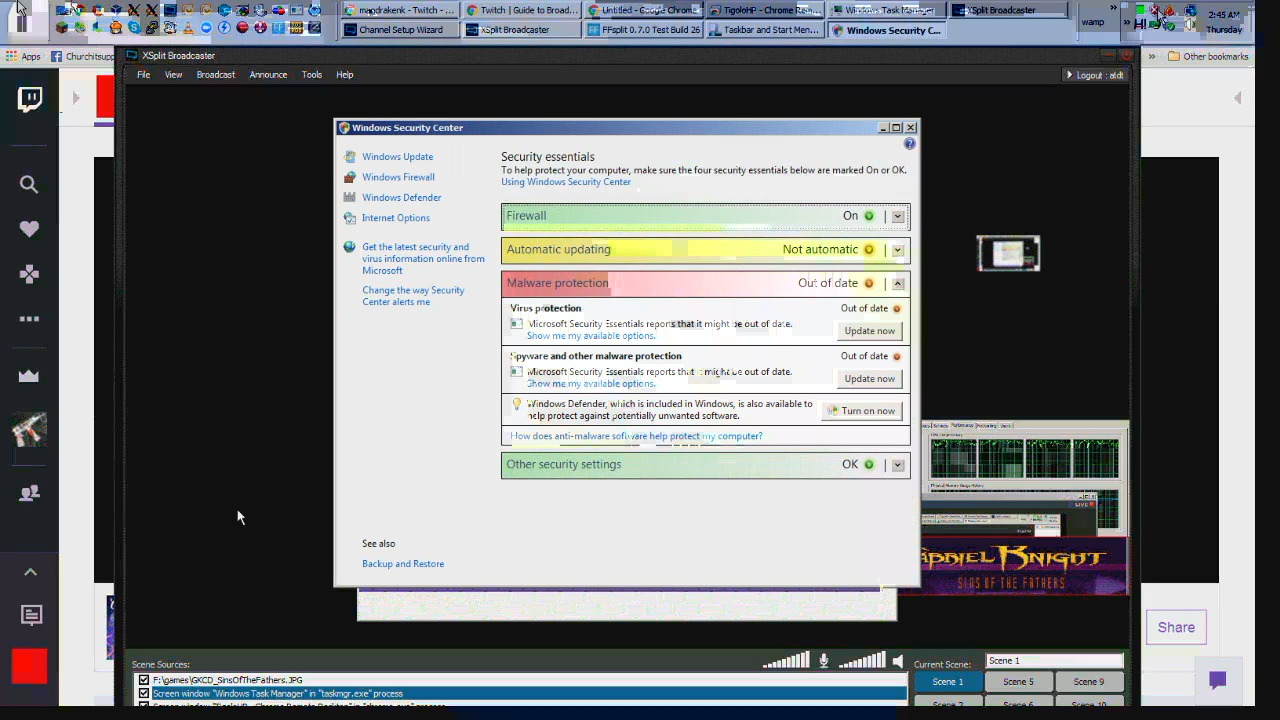 mapdrakenk - Twitch - ...
Twitch | Guide to Broad...
Untitled - Google Chrome
TigoloHP - Chrome Rem...
Windows Task Manager
XSplit Broadcaster
wamp
2:45 AM
Channel Setup Wizard
XSplit Broadcaster
FFsplit 0.7.0 Test Build 26
Taskbar and Start Men...
Windows Security C...
Thursday
Apps
Churchitsupp
Other bookmarks
XSplit Broadcaster
File View Broadcast Announce Tools Help
Logout : aldt
Windows Security Center
Windows Update
Windows Firewall
Windows Defender
Internet Options
Get the latest security and
virus information online from
Microsoft
Change the way Security
Center alerts me
Security essentials
To help protect your computer, make sure the four security essentials below are marked On or OK.
Using Windows Security Center
Firewall On
Automatic updating Not automatic
Malware protection Out of date
Virus protection Out of date
Microsoft Security Essentials reports that it might be out of date.
Show me my available options.
Update now
Spyware and other malware protection Out of date
Microsoft Security Essentials reports that it might be out of date.
Show me my available options.
Update now
Windows Defender, which is included in Windows, is also available to
help protect against potentially unwanted software.
Turn on now
How does anti-malware software help protect my computer?
Other security settings OK
See also
Backup and Restore
LIVE
GABRIEL KNIGHT
SINS OF THE FATHERS
Share
Scene Sources:
F:\games\GKCD_SinsOfTheFathers.JPG
Screen window "Windows Task Manager" in "taskmgr.exe" process
Current Scene:
Scene 1
Scene 1 Scene 5 Scene 9